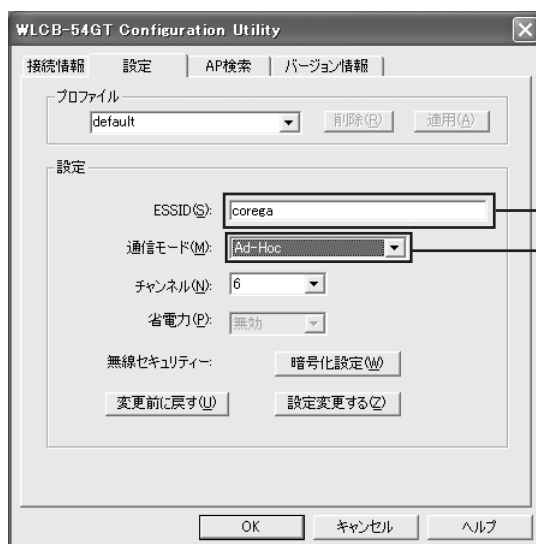 WLCB-54GT Configuration Utility
接続情報 設定 AP検索 バージョン情報
プロファイル
default 削除(R) 適用(A)
設定
ESSID(S): corega
通信モード(M): Ad-Hoc
チャンネル(N): 6
省電力(P): 無効
無線セキュリティー: 暗号化設定(W)
変更前に戻す(U) 設定変更する(Z)
OK キャンセル ヘルプ